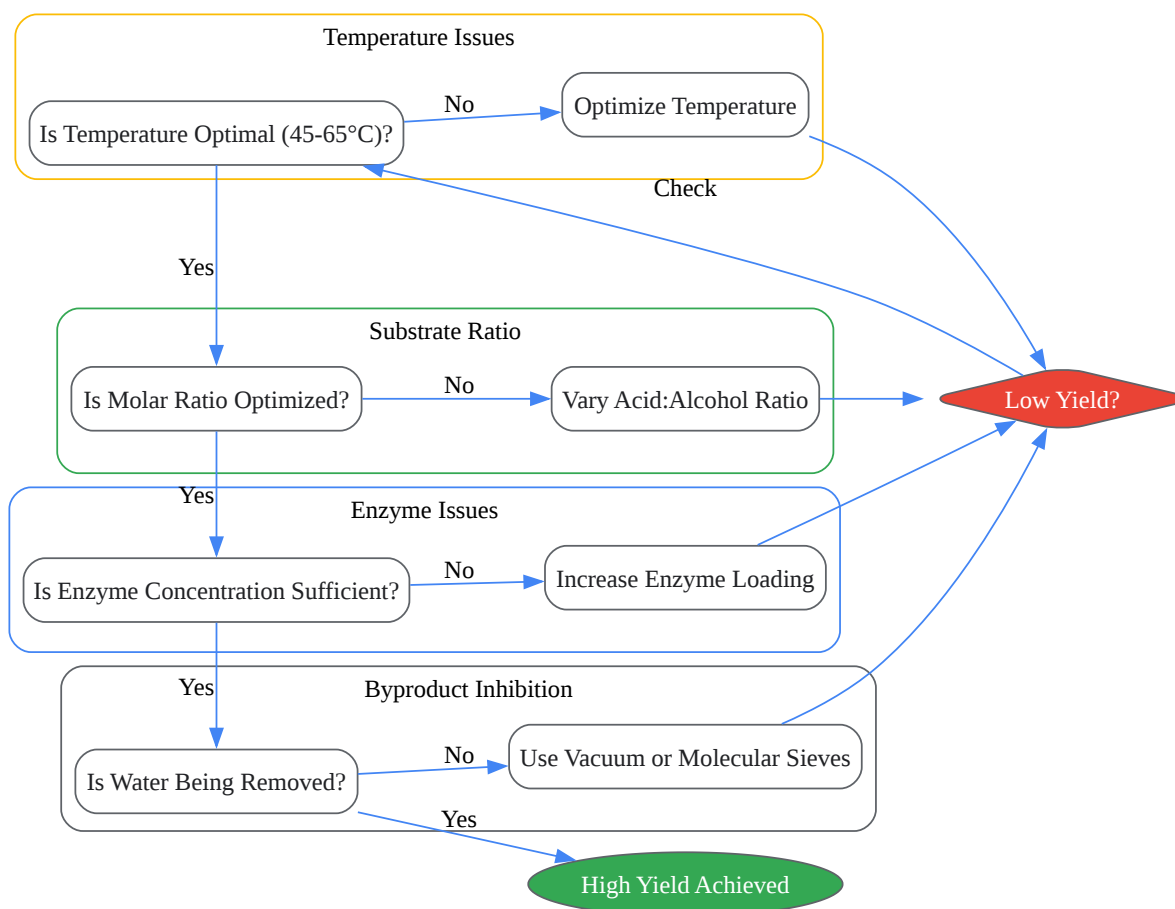 Temperature Issues
No
Optimize Temperature
Is Temperature Optimal (45-65°C)?
Check
Yes
Substrate Ratio
No
Is Molar Ratio Optimized?
Vary Acid:Alcohol Ratio
Low Yield?
Yes
Enzyme Issues
No
Increase Enzyme Loading
Is Enzyme Concentration Sufficient?
Yes
Byproduct Inhibition
No
Use Vacuum or Molecular Sieves
Is Water Being Removed?
Yes
High Yield Achieved